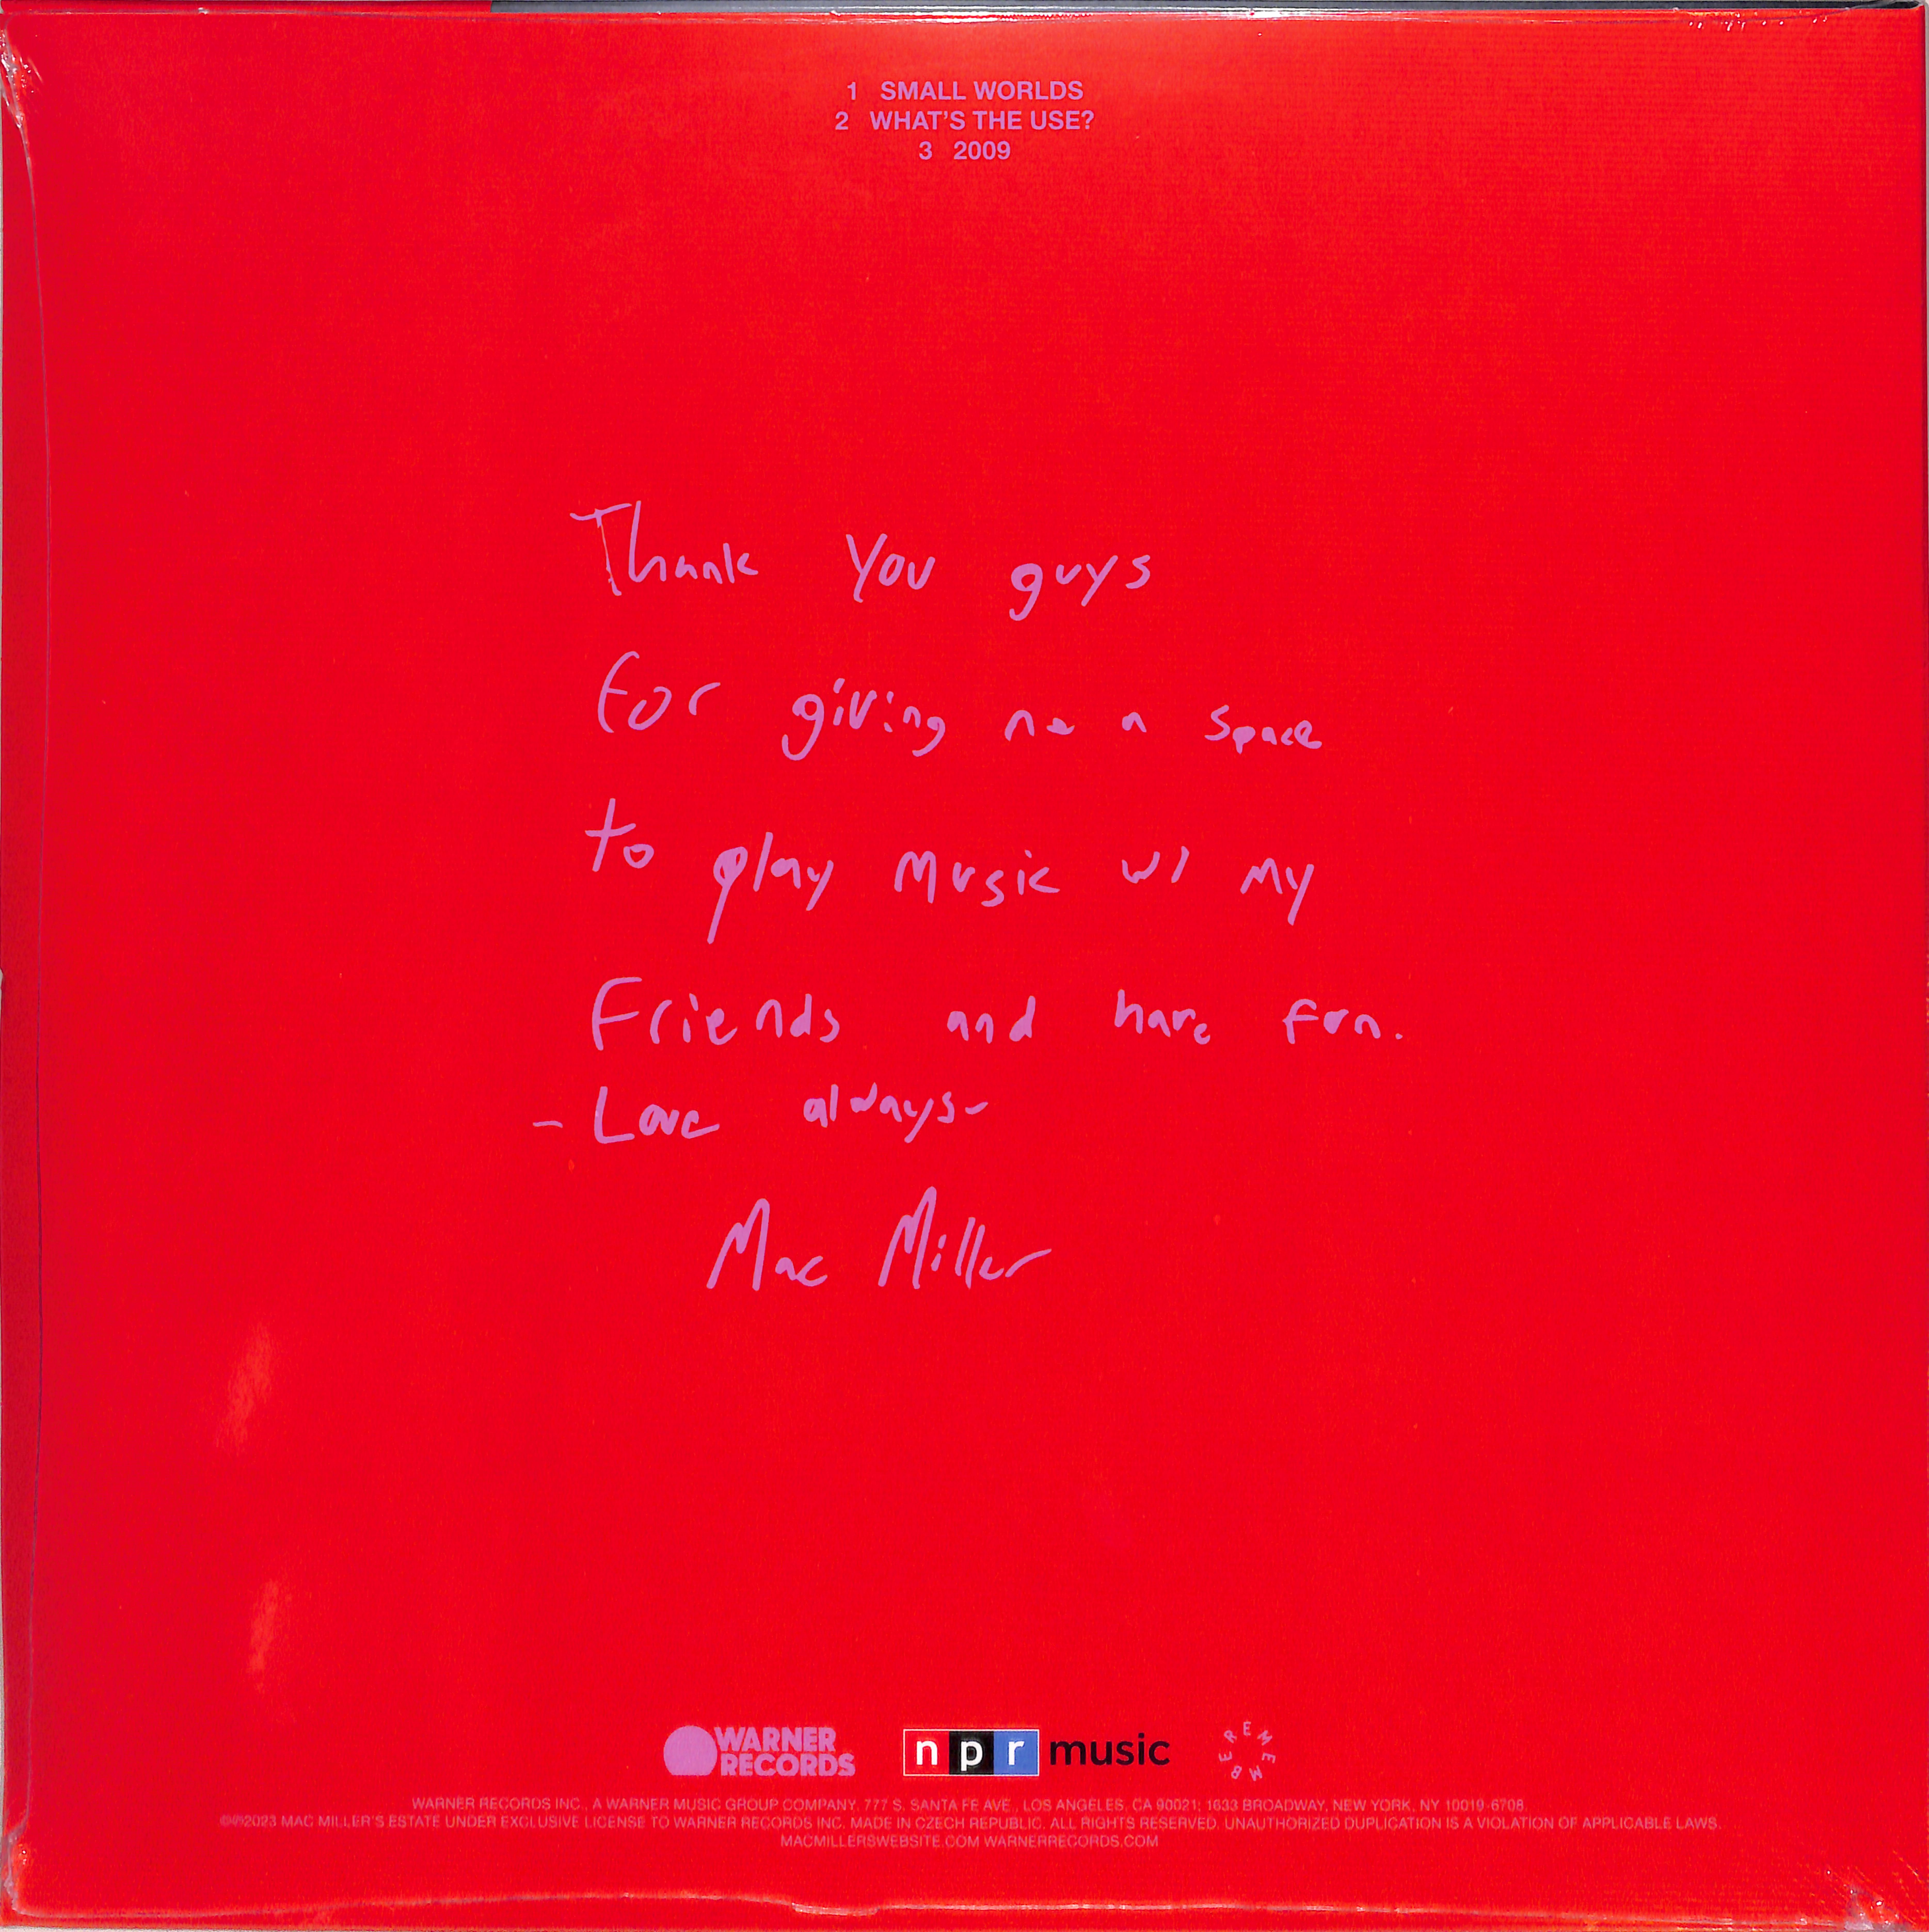 1 SMALL WORLDS
2 WHAT'S THE USE?
3 2009
Thank You guys
for giving me a space
to play Music w/ my
Friends and have fun.
- Love always -
Mac Miller
WARNER
RECORDS
npr music
REMEMBER
WARNER RECORDS INC., A WARNER MUSIC GROUP COMPANY, 777 S. SANTA FE AVE., LOS ANGELES, CA 90021; 1633 BROADWAY, NEW YORK, NY 10019-6708.
©℗2023 MAC MILLER'S ESTATE UNDER EXCLUSIVE LICENSE TO WARNER RECORDS INC. MADE IN CZECH REPUBLIC. ALL RIGHTS RESERVED. UNAUTHORIZED DUPLICATION IS A VIOLATION OF APPLICABLE LAWS.
MACMILLERSWEBSITE.COM WARNERRECORDS.COM